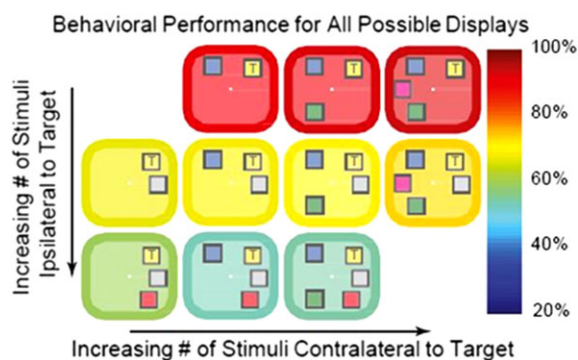 Behavioral Performance for All Possible Displays
100%
80%
60%
40%
20%
Increasing # of Stimuli
Ipsilateral to Target
T
T
T
T
T
T
T
T
T
T
Increasing # of Stimuli Contralateral to Target